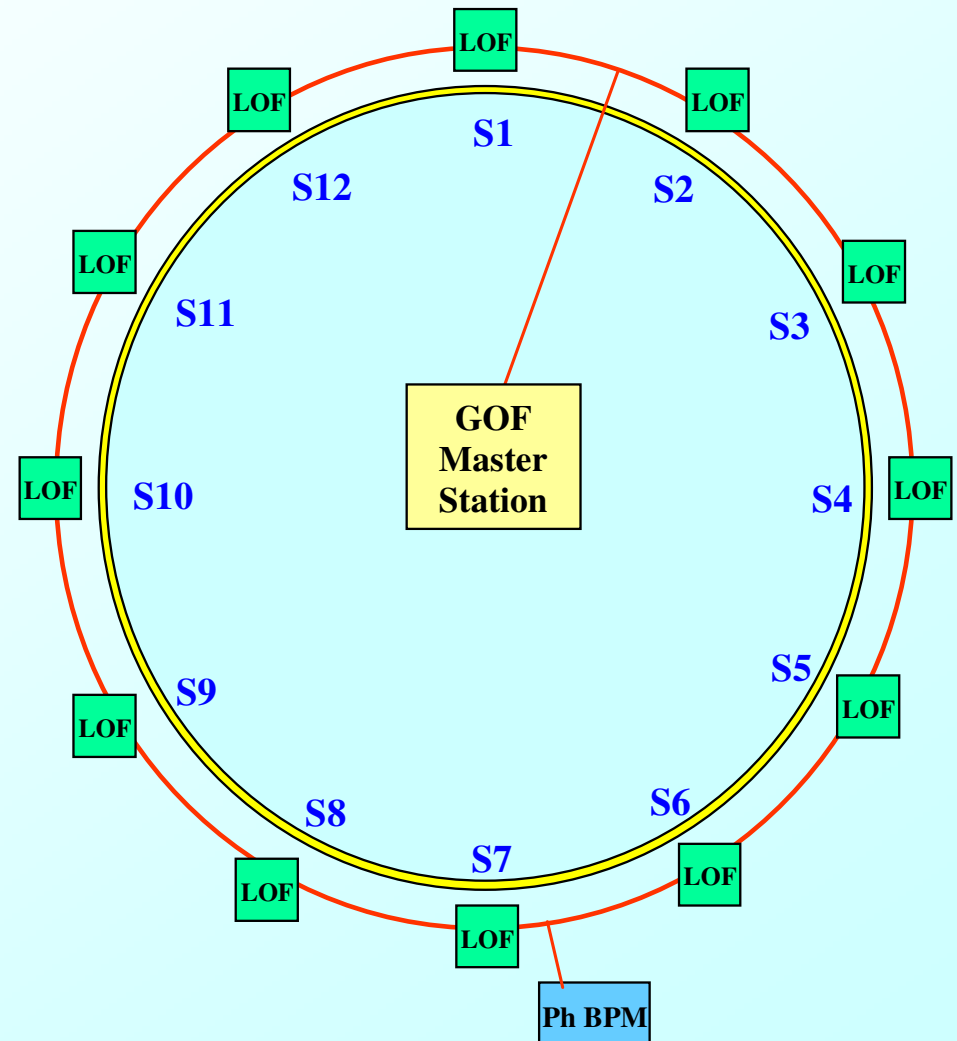 LOF
LOF
LOF
S1
S2
S12
LOF
LOF
S11
S3
GOF
Master
Station
LOF
S10
S4
LOF
S9
S5
LOF
LOF
S8
S6
S7
LOF
LOF
LOF
Ph BPM